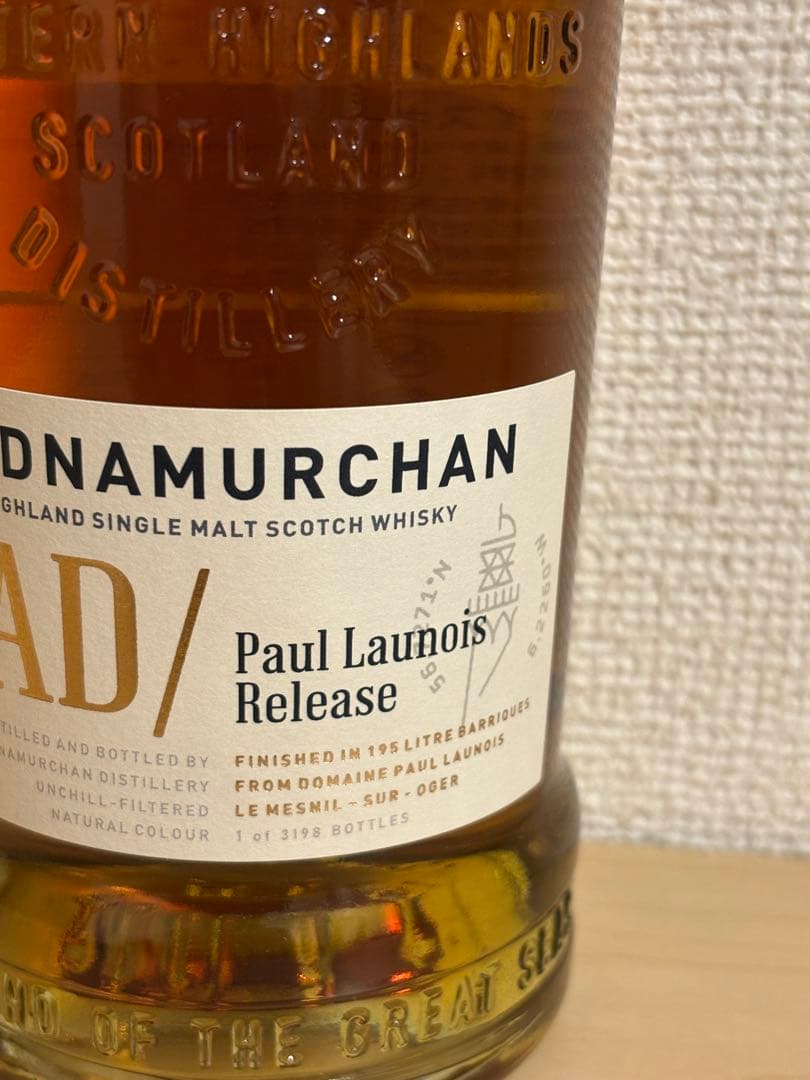 ERN HIGHLANDS
SCOTLAND
DISTILLERY
DNAMURCHAN
GHLAND SINGLE MALT SCOTCH WHISKY
AD/
Paul Launois
Release
TILLED AND BOTTLED BY
NAMURCHAN DISTILLERY
UNCHILL-FILTERED
NATURAL COLOUR
FINISHED IN 195 LITRE BARRIQUES
FROM DOMAINE PAUL LAUNOIS
LE MESNIL - SUR - OGER
1 of 3198 BOTTLES
OF THE GREAT SEAS